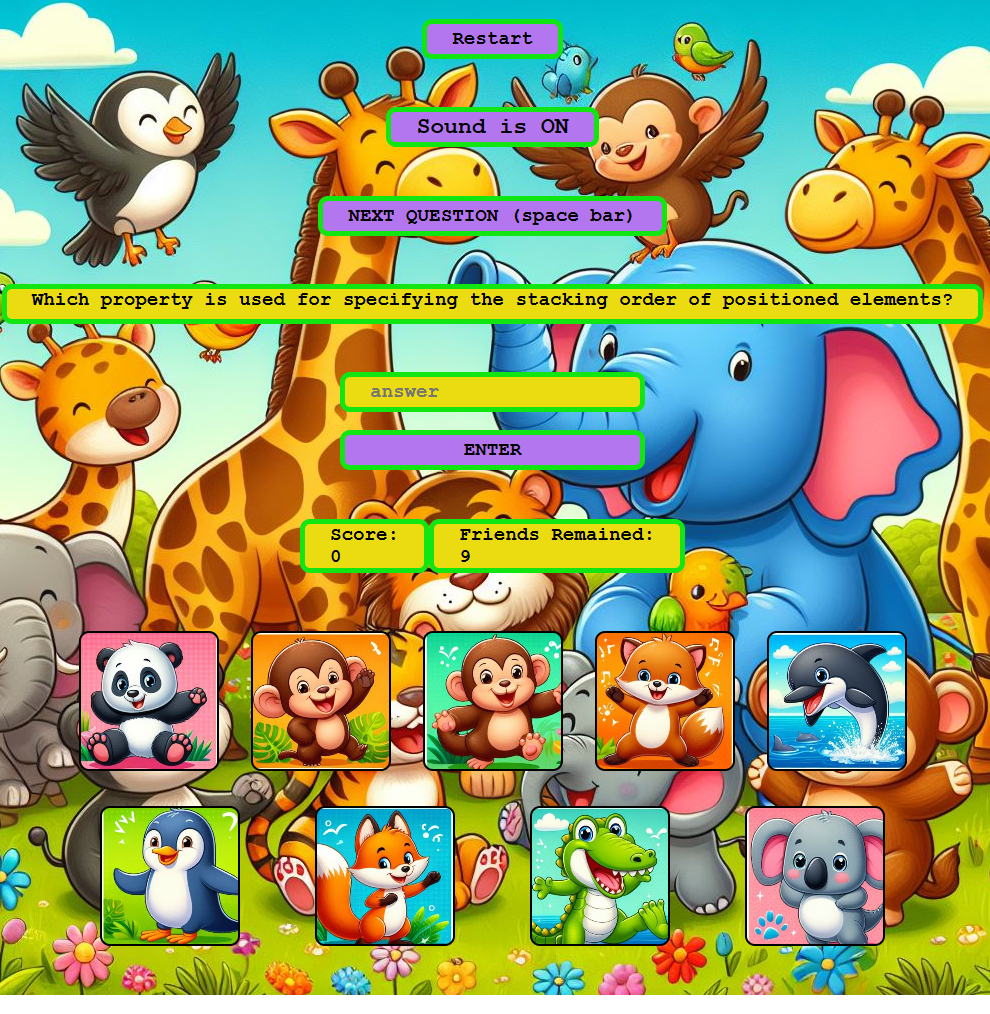 Restart
Sound is ON
NEXT QUESTION (space bar)
Which property is used for specifying the stacking order of positioned elements?
answer
ENTER
Score: Friends Remained:
0 9